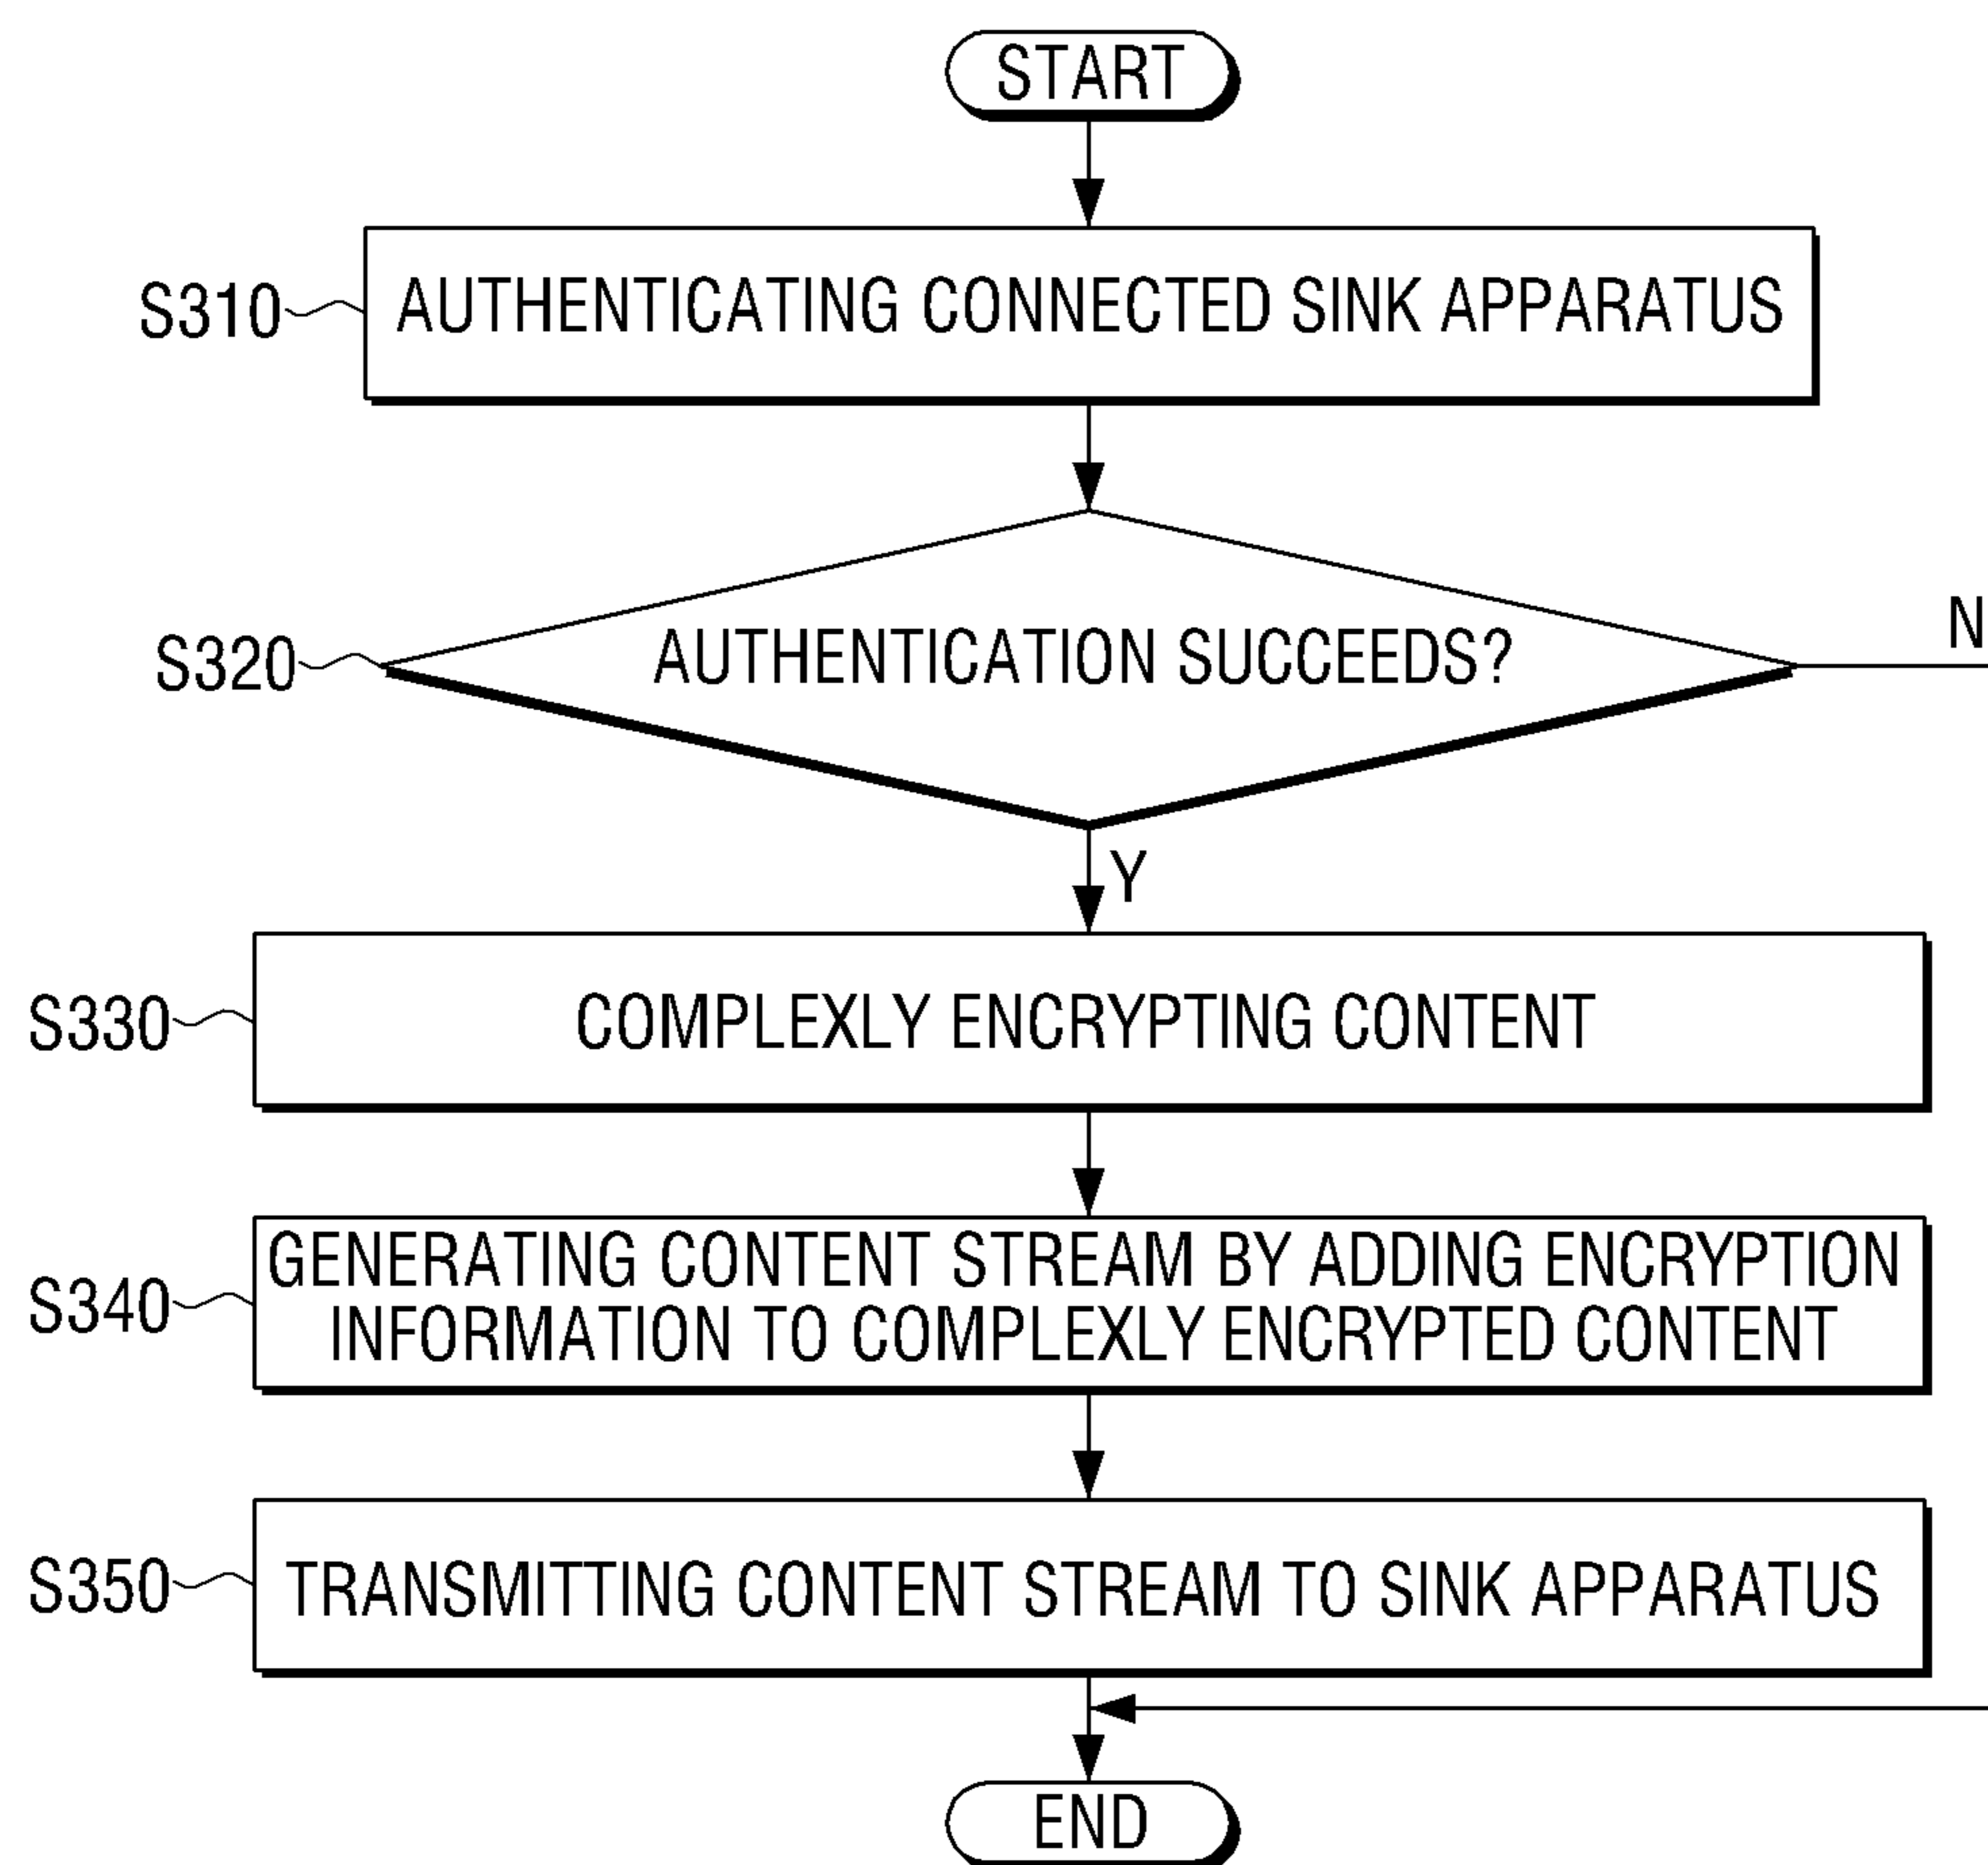 START
S310
AUTHENTICATING CONNECTED SINK APPARATUS
S320
AUTHENTICATION SUCCEEDS?
N
Y
S330
COMPLEXLY ENCRYPTING CONTENT
S340
GENERATING CONTENT STREAM BY ADDING ENCRYPTION
INFORMATION TO COMPLEXLY ENCRYPTED CONTENT
S350
TRANSMITTING CONTENT STREAM TO SINK APPARATUS
END